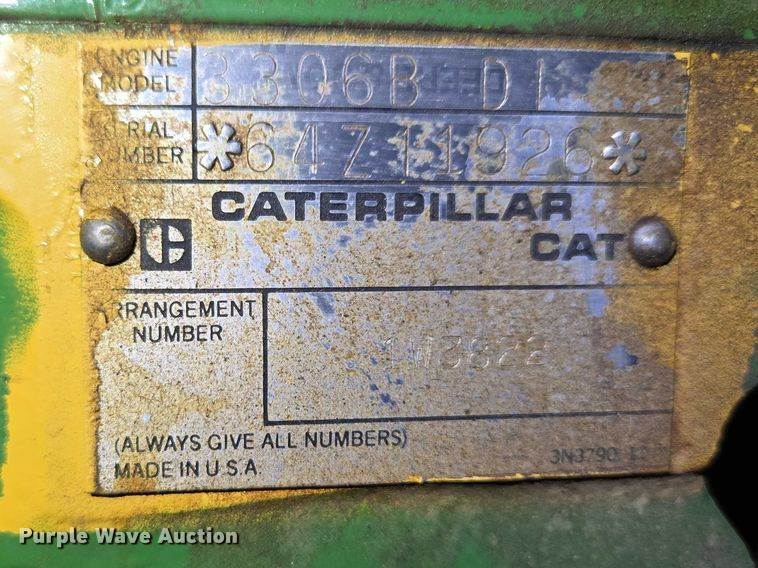 ENGINE
MODEL 3306B DI
SERIAL
NUMBER *64Z11926*
CATERPILLAR
CAT
ARRANGEMENT
NUMBER
(ALWAYS GIVE ALL NUMBERS)
MADE IN U.S.A. 3N3790
Purple Wave Auction